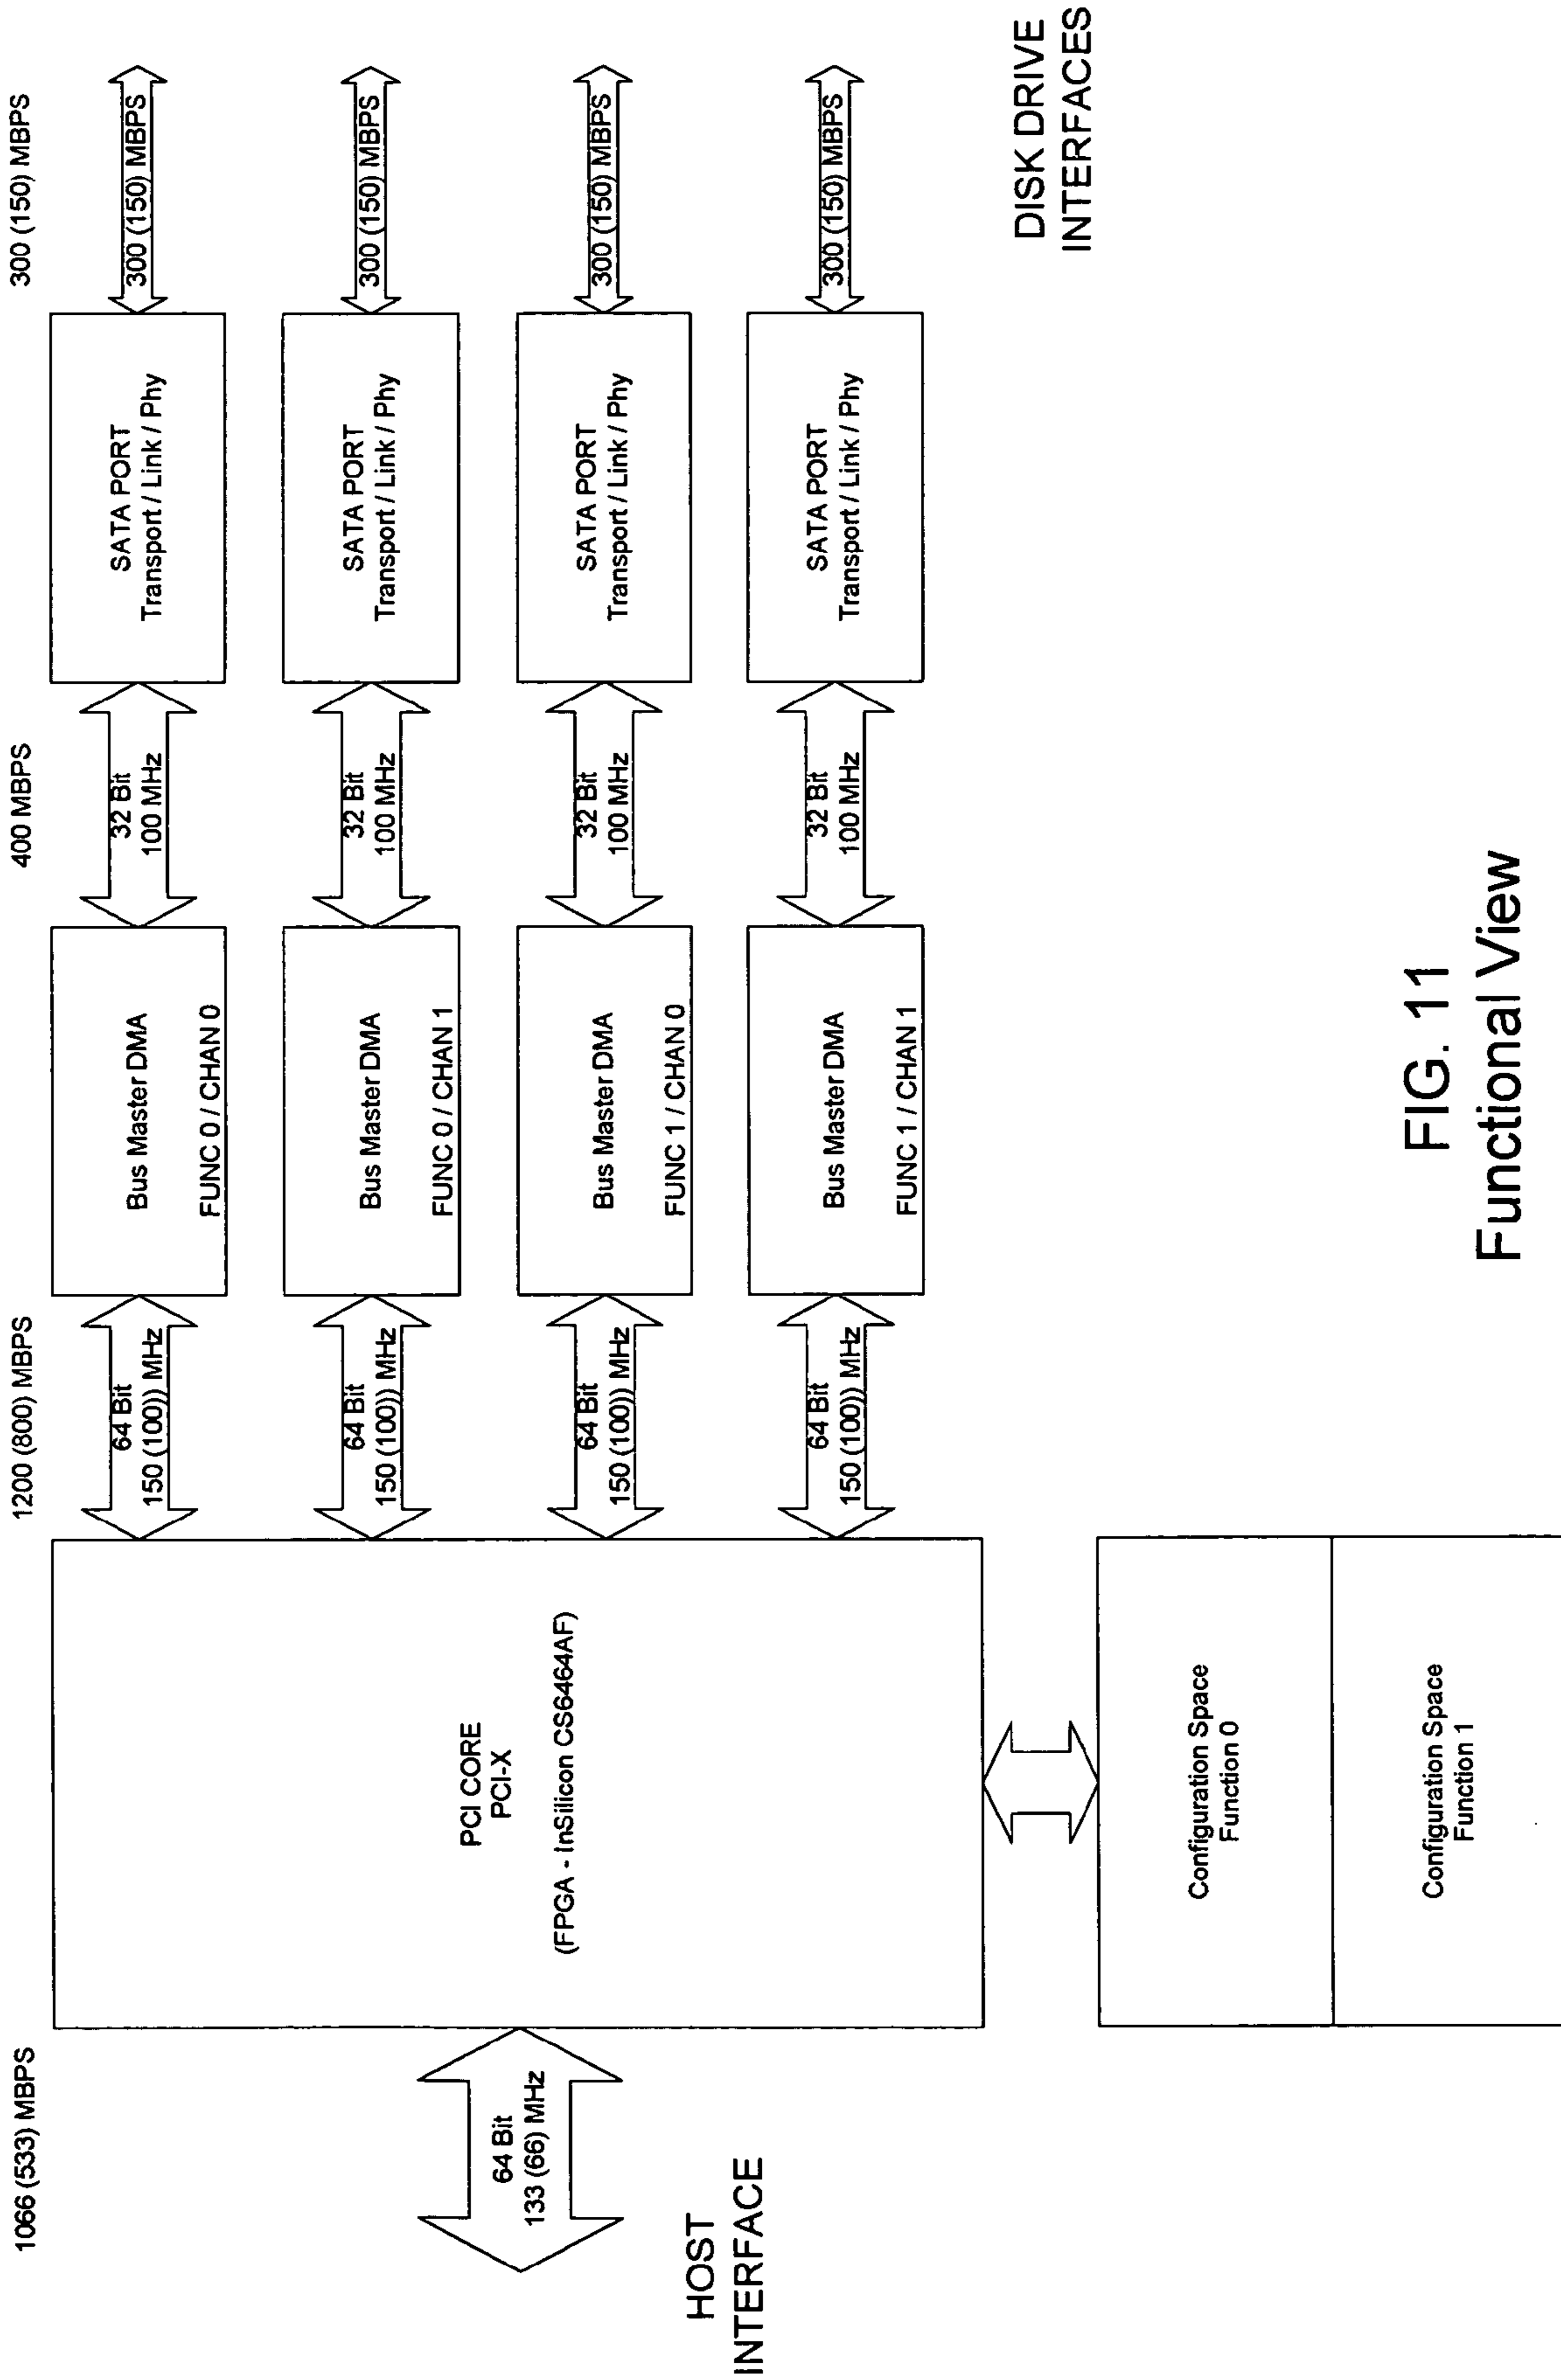 1066 (533) MBPS
1200 (800) MBPS
400 MBPS
300 (150) MBPS
HOST
INTERFACE
64 Bit
133 (66) MHz
PCI CORE
PCI-X
(FPGA - InSilicon CS6464AF)
64 Bit
150 (100)) MHz
Bus Master DMA
FUNC 0 / CHAN 0
32 Bit
100 MHz
SATA PORT
Transport / Link / Phy
300 (150) MBPS
64 Bit
150 (100)) MHz
Bus Master DMA
FUNC 0 / CHAN 1
32 Bit
100 MHz
SATA PORT
Transport / Link / Phy
300 (150) MBPS
64 Bit
150 (100)) MHz
Bus Master DMA
FUNC 1 / CHAN 0
32 Bit
100 MHz
SATA PORT
Transport / Link / Phy
300 (150) MBPS
64 Bit
150 (100)) MHz
Bus Master DMA
FUNC 1 / CHAN 1
32 Bit
100 MHz
SATA PORT
Transport / Link / Phy
300 (150) MBPS
DISK DRIVE
INTERFACES
Configuration Space
Function 0
Configuration Space
Function 1
FIG. 11
Functional View